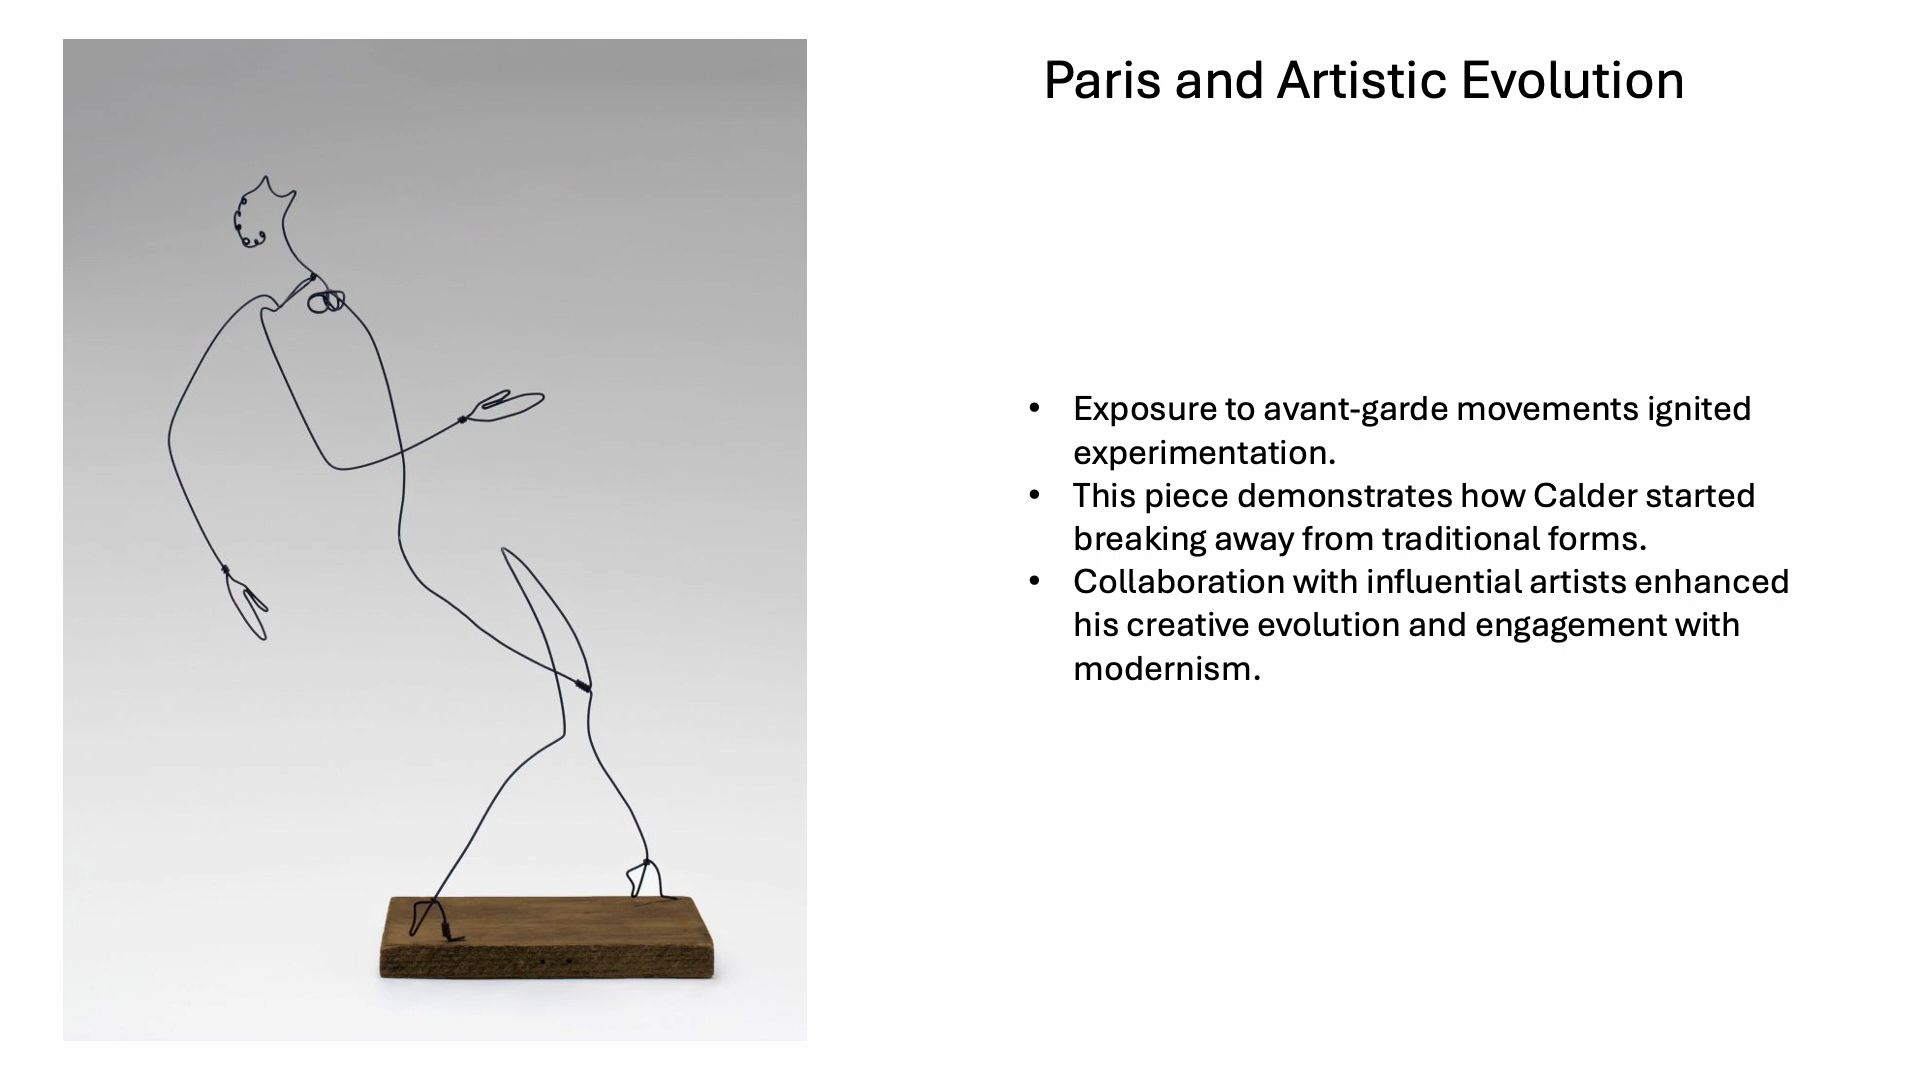 Paris and Artistic Evolution
• Exposure to avant-garde movements ignited
experimentation.
• This piece demonstrates how Calder started
breaking away from traditional forms.
• Collaboration with influential artists enhanced
his creative evolution and engagement with
modernism.